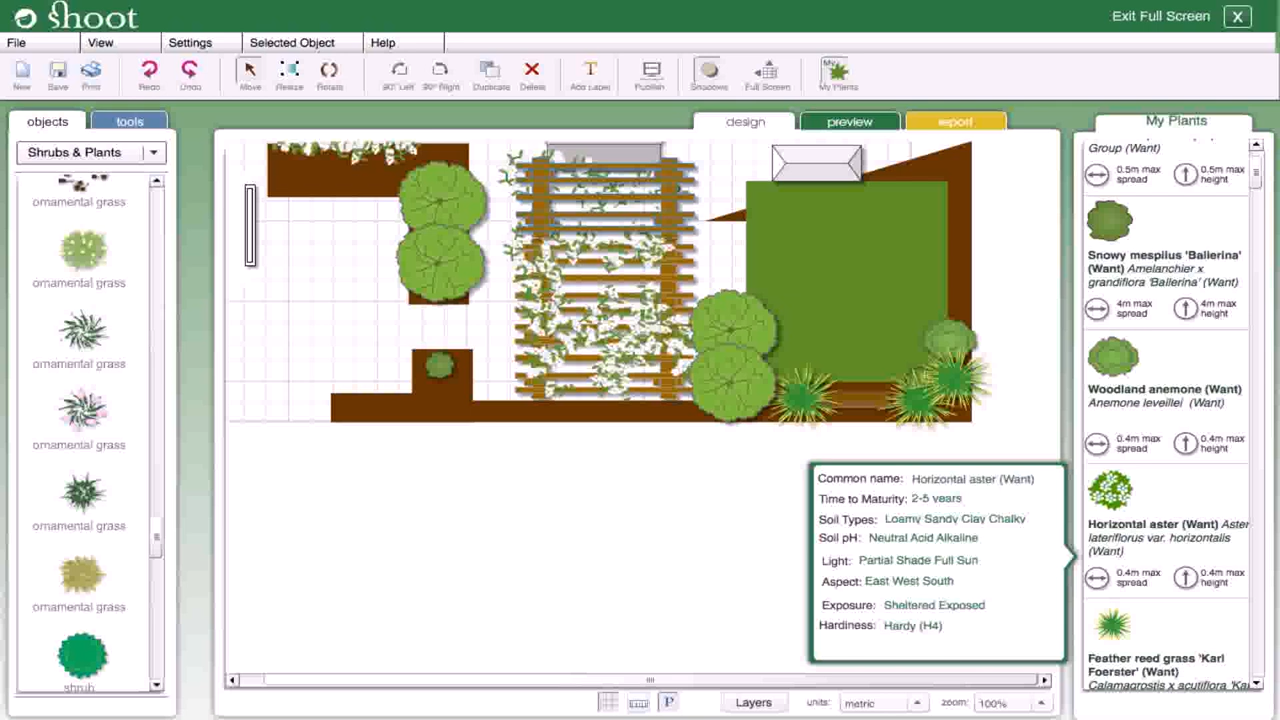 shoot
Exit Full Screen X
File View Settings Selected Object Help
New Save Print Redo Undo Move Resize Rotate 90° Left 90° Right Duplicate Delete Add Label Publish Shadows Full Screen My Plants
My
objects tools
design preview report
My Plants
Shrubs & Plants
ornamental grass
ornamental grass
ornamental grass
ornamental grass
ornamental grass
ornamental grass
shrub
Group (Want)
0.5m max spread 0.5m max height
Snowy mespilus 'Ballerina'
(Want) Amelanchier x
grandiflora 'Ballerina' (Want)
4m max spread 4m max height
Woodland anemone (Want)
Anemone leveillei (Want)
0.4m max spread 0.4m max height
Horizontal aster (Want) Aster
lateriflorus var. horizontalis
(Want)
0.4m max spread 0.4m max height
Feather reed grass 'Karl
Foerster' (Want)
Calamagrostis x acutiflora 'Kar
Common name: Horizontal aster (Want)
Time to Maturity: 2-5 years
Soil Types: Loamy Sandy Clay Chalky
Soil pH: Neutral Acid Alkaline
Light: Partial Shade Full Sun
Aspect: East West South
Exposure: Sheltered Exposed
Hardiness: Hardy (H4)
P Layers units: metric zoom: 100%